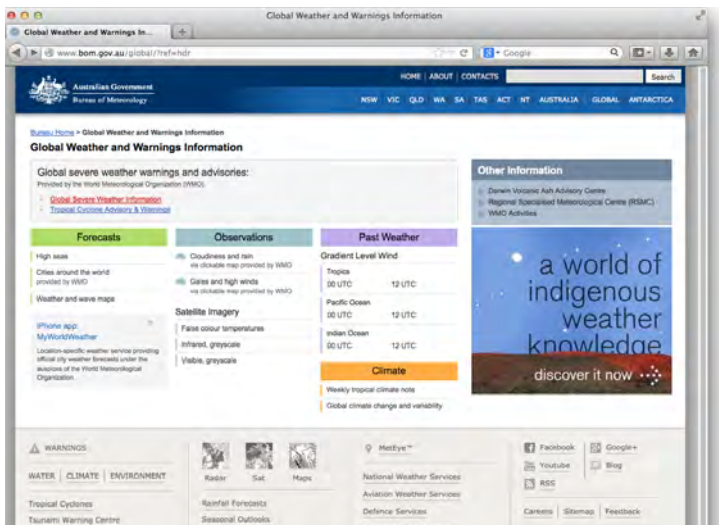 Global Weather and Warnings Information
Global Weather and Warnings In...
www.bom.gov.au/global/?ref=hdr
Google
HOME | ABOUT | CONTACTS
Search
Australian Government
Bureau of Meteorology
NSW VIC QLD WA SA TAS ACT NT AUSTRALIA GLOBAL ANTARCTICA
Bureau Home > Global Weather and Warnings Information
Global Weather and Warnings Information
Global severe weather warnings and advisories:
Provided by the World Meteorological Organization (WMO).
Global Severe Weather Information
Tropical Cyclone Advisory & Warnings
Other Information
Darwin Volcanic Ash Advisory Centre
Regional Specialised Meteorological Centre (RSMC)
WMO Activities
Forecasts
High seas
Cities around the world
provided by WMO
Weather and wave maps
iPhone app:
MyWorldWeather
Location-specific weather service providing
official city weather forecasts under the
auspices of the World Meteorological
Organization.
Observations
Cloudiness and rain
via clickable map provided by WMO
Gales and high winds
via clickable map provided by WMO
Satellite Imagery
False colour temperatures
Infrared, greyscale
Visible, greyscale
Past Weather
Gradient Level Wind
Tropics
00 UTC 12 UTC
Pacific Ocean
00 UTC 12 UTC
Indian Ocean
00 UTC 12 UTC
Climate
Weekly tropical climate note
Global climate change and variability
a world of
indigenous
weather
knowledge
discover it now
WARNINGS
WATER | CLIMATE | ENVIRONMENT
Tropical Cyclones
Tsunami Warning Centre
Radar Sat Maps
Rainfall Forecasts
Seasonal Outlooks
MetEye™
National Weather Services
Aviation Weather Services
Defence Services
Facebook Google+
Youtube Blog
RSS
Careers | Sitemap | Feedback